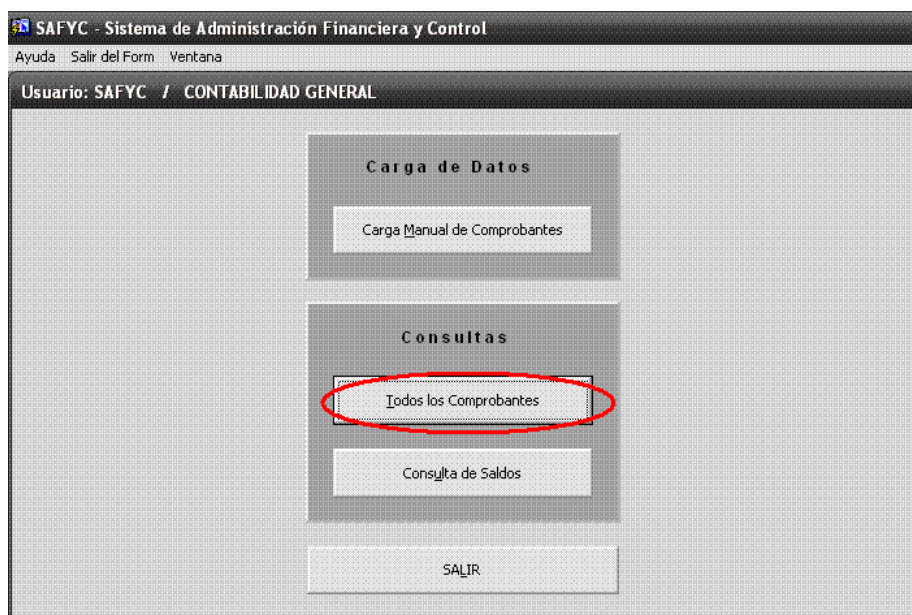 SAFYC - Sistema de Administración Financiera y Control
Ayuda Salir del Form Ventana
Usuario: SAFYC / CONTABILIDAD GENERAL
Carga de Datos
Carga Manual de Comprobantes
Consultas
Todos los Comprobantes
Consulta de Saldos
SALIR